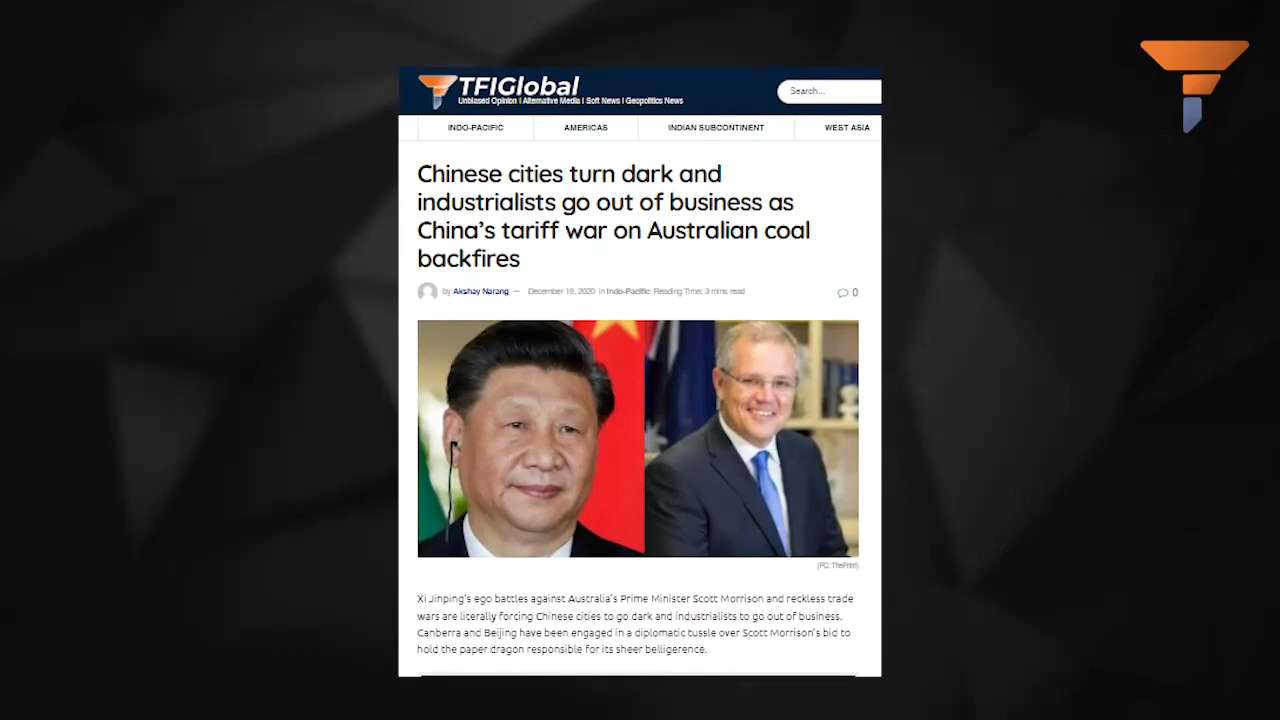 TFIGlobal
Unbiased Opinion I Alternative Media I Soft News I Geopolitics News
Search...
INDO-PACIFIC
AMERICAS
INDIAN SUBCONTINENT
WEST ASIA
Chinese cities turn dark and
industrialists go out of business as
China's tariff war on Australian coal
backfires
by Akshay Narang — December 19, 2020 in Indo-Pacific Reading Time: 3 mins read
0
(PC: ThePrint)
Xi Jinping's ego battles against Australia's Prime Minister Scott Morrison and reckless trade
wars are literally forcing Chinese cities to go dark and industrialists to go out of business.
Canberra and Beijing have been engaged in a diplomatic tussle over Scott Morrison's bid to
hold the paper dragon responsible for its sheer belligerence.